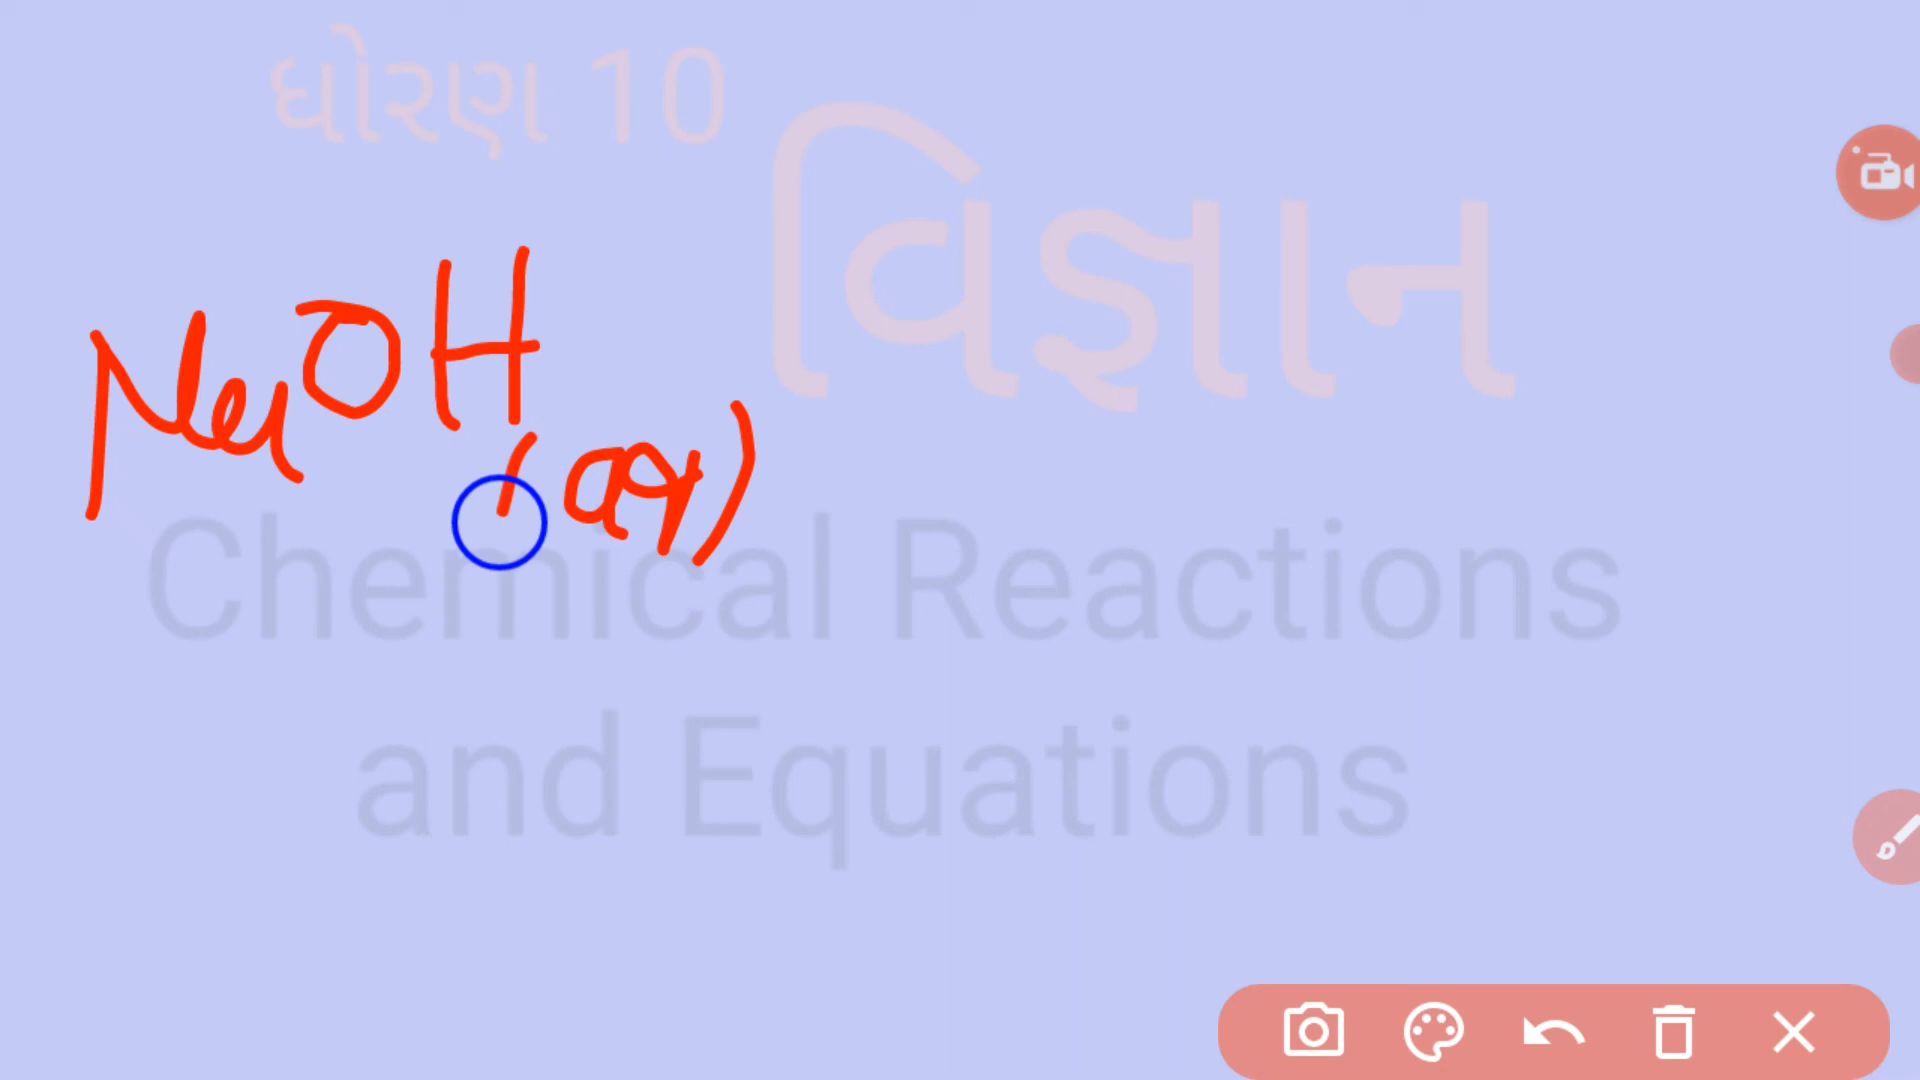 ધોરણ 10
વિજ્ઞાન
NaOH
(aq)
Chemical Reactions
and Equations